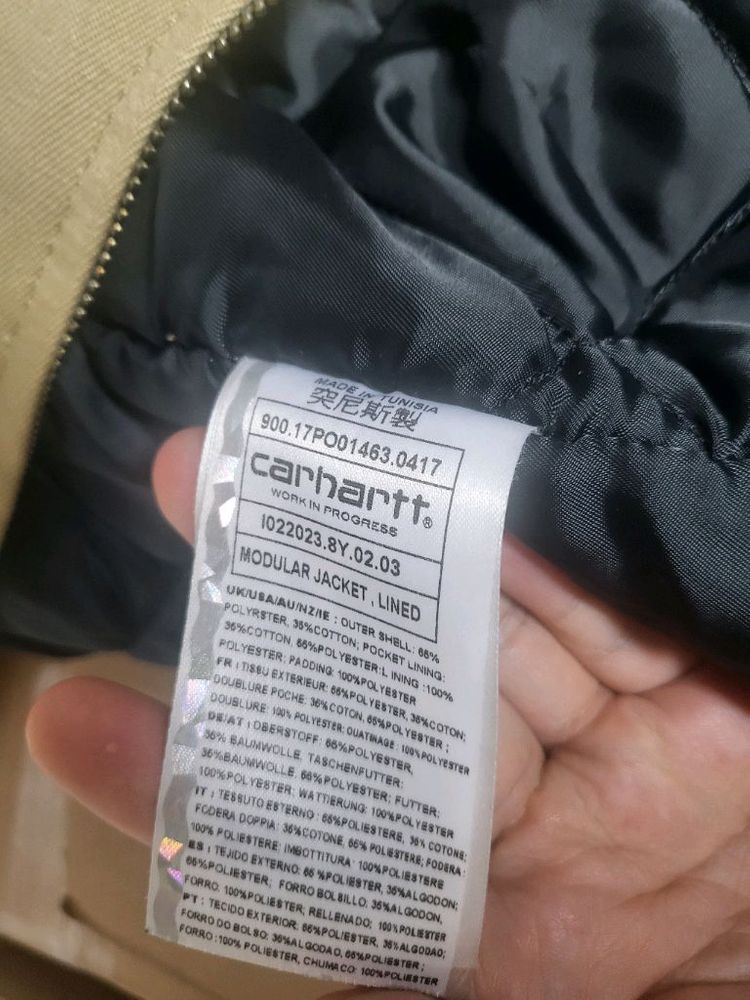 MADE IN TUNISIA
突尼斯製
900.17PO01463.0417
carhartt®
WORK IN PROGRESS
I022023.8Y.02.03
MODULAR JACKET , LINED
UK/USA/AU/NZ/IE : OUTER SHELL: 65%
POLYRSTER, 35%COTTON; POCKET LINING:
35%COTTON, 65%POLYESTER:L INING :100%
POLYESTER; PADDING: 100%POLYESTER
FR : TISSU EXTERIEUR: 65%POLYESTER, 35%COTON;
DOUBLURE POCHE: 35%COTON, 65%POLYESTER ;
DOUBLURE: 100% POLYESTER; OUATINAGE : 100%POLYESTER
DE/AT : OBERSTOFF: 65%POLYESTER,
35% BAUMWOLLE, TASCHENFUTTER:
35%BAUMWOLLE, 65%POLYESTER; FUTTER;
100%POLYESTER: WATTIERUNG: 100%POLYESTER
IT : TESSUTO ESTERNO : 65%POLIESTERE, 35% COTONE;
FODERA DOPPIA: 35%COTONE, 65% POLIESTERE; FODERA :
100% POLIESTERE: IMBOTTITURA : 100%POLIESTERE
ES : TEJIDO EXTERNO: 65 %POLIESTER, 35%ALGODON;
65%POLIESTER; FORRO BOLSILLO: 35%ALGODON,
FORRO: 100%POLIESTER; RELLENADO: 100%POLIESTER
PT : TECIDO EXTERIOR: 65%POLIESTER, 35%ALGODAO;
FORRO DO BOLSO: 35%ALGODAO, 65%POLIESTER ;
FORRO :100% POLIESTER, CHUMACO: 100%POLIESTER